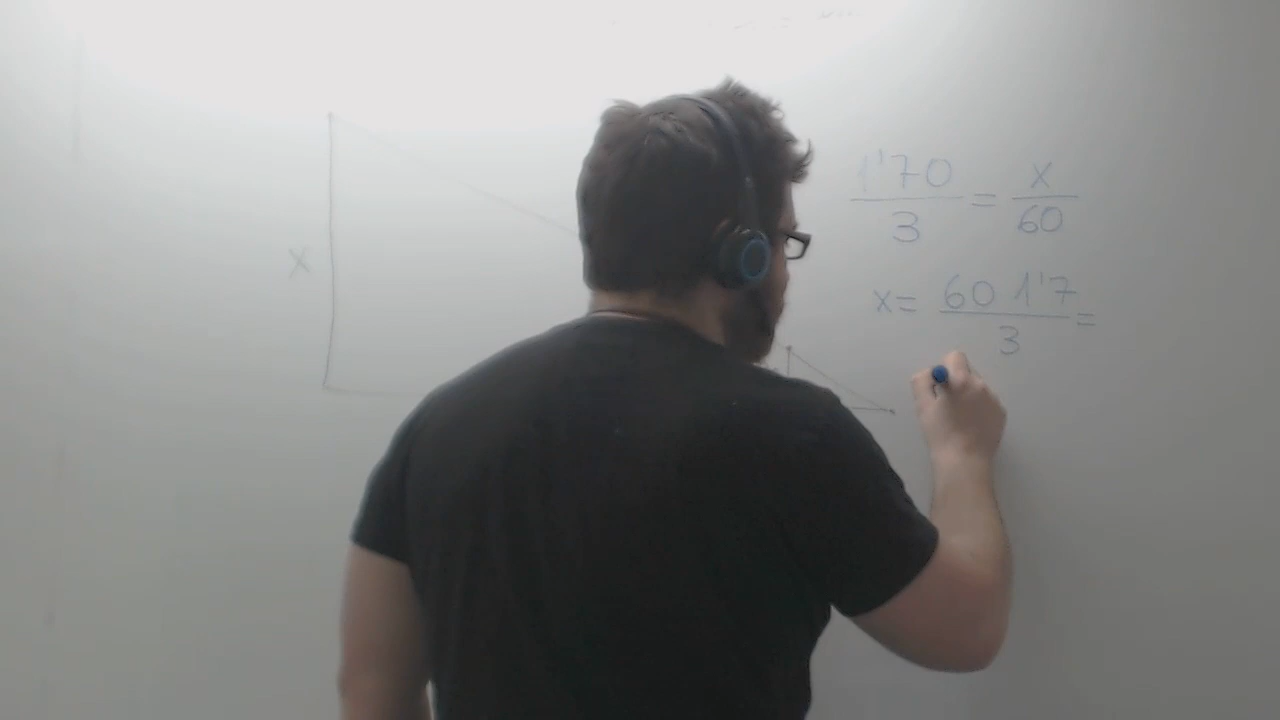 x
1'70/3 = x/60
x = 60 1'7/3 =